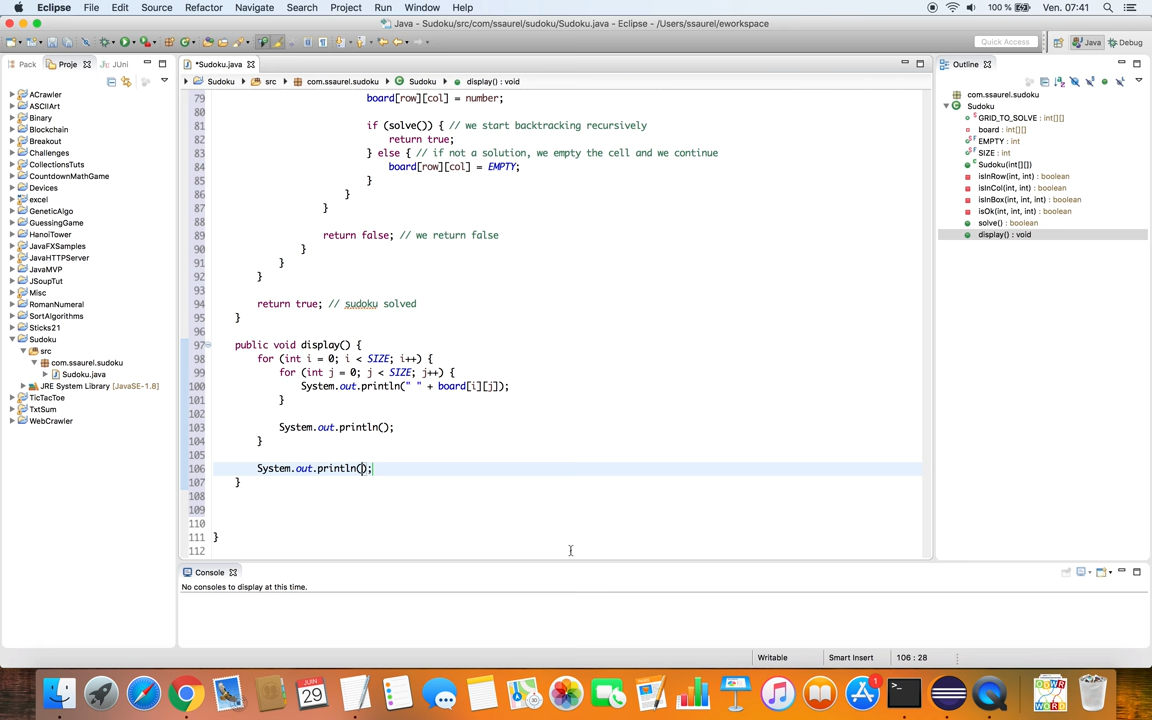 Eclipse File Edit Source Refactor Navigate Search Project Run Window Help 100 % Ven. 07:41
Java - Sudoku/src/com/ssaurel/sudoku/Sudoku.java - Eclipse - /Users/ssaurel/eworkspace
Quick Access Java Debug
Pack Proje JUni
ACrawler
ASCIIArt
Binary
Blockchain
Breakout
Challenges
CollectionsTuts
CountdownMathGame
Devices
excel
GeneticAlgo
GuessingGame
HanoiTower
JavaFXSamples
JavaHTTPServer
JavaMVP
JSoupTut
Misc
RomanNumeral
SortAlgorithms
Sticks21
Sudoku
src
com.ssaurel.sudoku
Sudoku.java
JRE System Library [JavaSE-1.8]
TicTacToe
TxtSum
WebCrawler
*Sudoku.java
Sudoku src com.ssaurel.sudoku Sudoku display() : void
79 board[row][col] = number;
80
81 if (solve()) { // we start backtracking recursively
82 return true;
83 } else { // if not a solution, we empty the cell and we continue
84 board[row][col] = EMPTY;
85 }
86 }
87 }
88
89 return false; // we return false
90 }
91 }
92 }
93
94 return true; // sudoku solved
95 }
96
97 public void display() {
98 for (int i = 0; i < SIZE; i++) {
99 for (int j = 0; j < SIZE; j++) {
100 System.out.println(" " + board[i][j]);
101 }
102
103 System.out.println();
104 }
105
106 System.out.println();
107 }
108
109
110
111 }
112
Outline
com.ssaurel.sudoku
Sudoku
GRID_TO_SOLVE : int[][]
board : int[][]
EMPTY : int
SIZE : int
Sudoku(int[][])
isInRow(int, int) : boolean
isInCol(int, int) : boolean
isInBox(int, int, int) : boolean
isOk(int, int, int) : boolean
solve() : boolean
display() : void
Console
No consoles to display at this time.
Writable Smart Insert 106 : 28